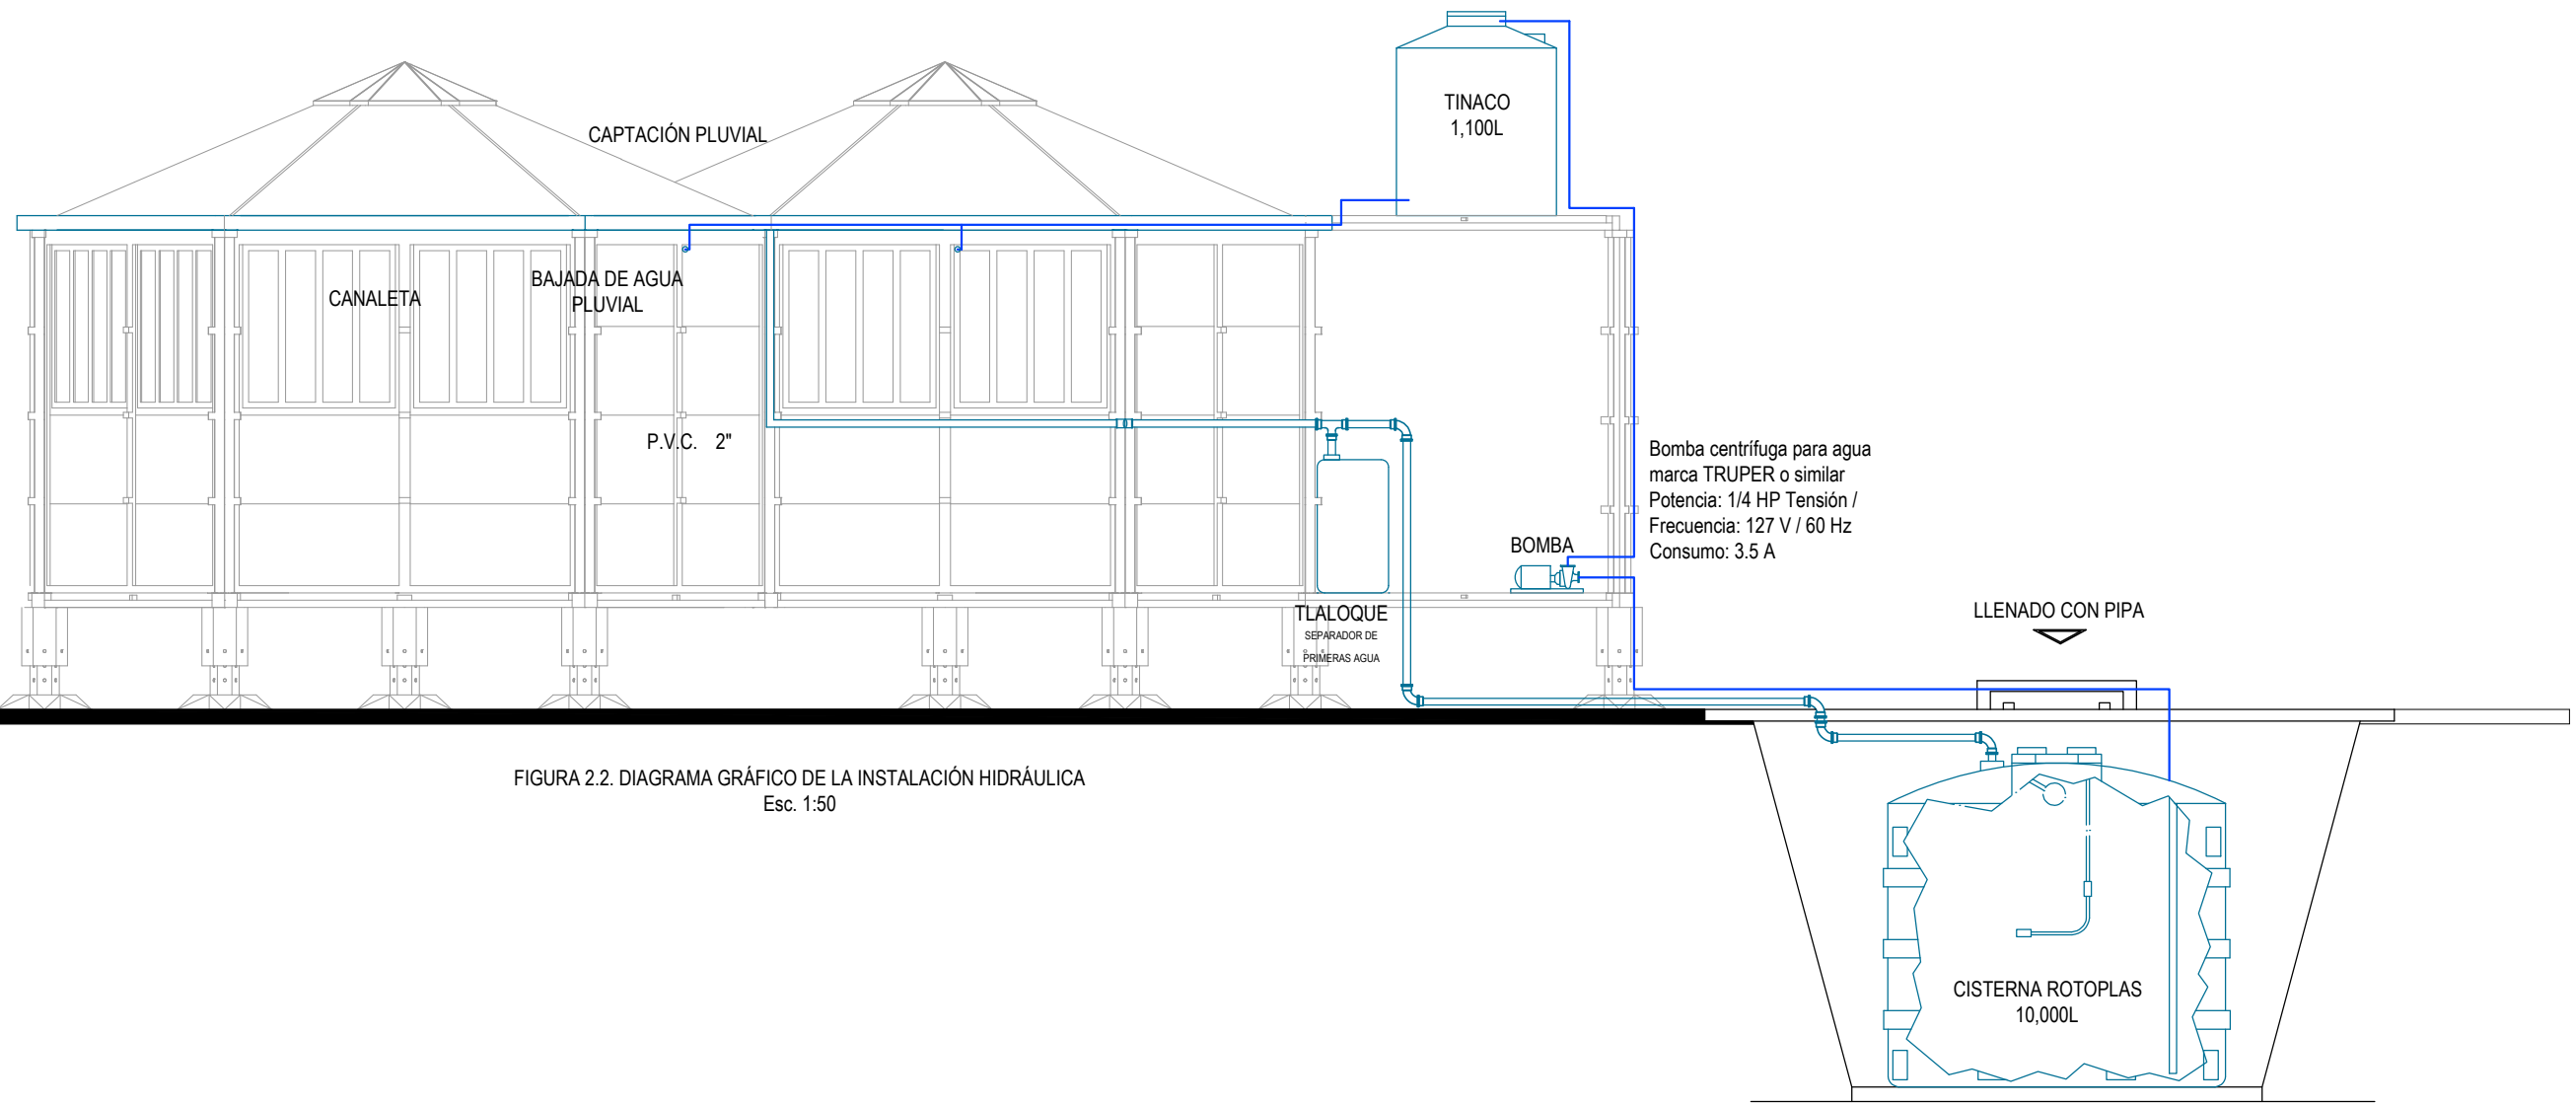 TINACO
1,100L
CAPTACIÓN PLUVIAL
CANALETA
BAJADA DE AGUA
PLUVIAL
P.V.C. 2"
Bomba centrífuga para agua
marca TRUPER o similar
Potencia: 1/4 HP Tensión /
Frecuencia: 127 V / 60 Hz
Consumo: 3.5 A
BOMBA
TLALOQUE
SEPARADOR DE
PRIMERAS AGUA
LLENADO CON PIPA
FIGURA 2.2. DIAGRAMA GRÁFICO DE LA INSTALACIÓN HIDRÁULICA
Esc. 1:50
CISTERNA ROTOPLAS
10,000L